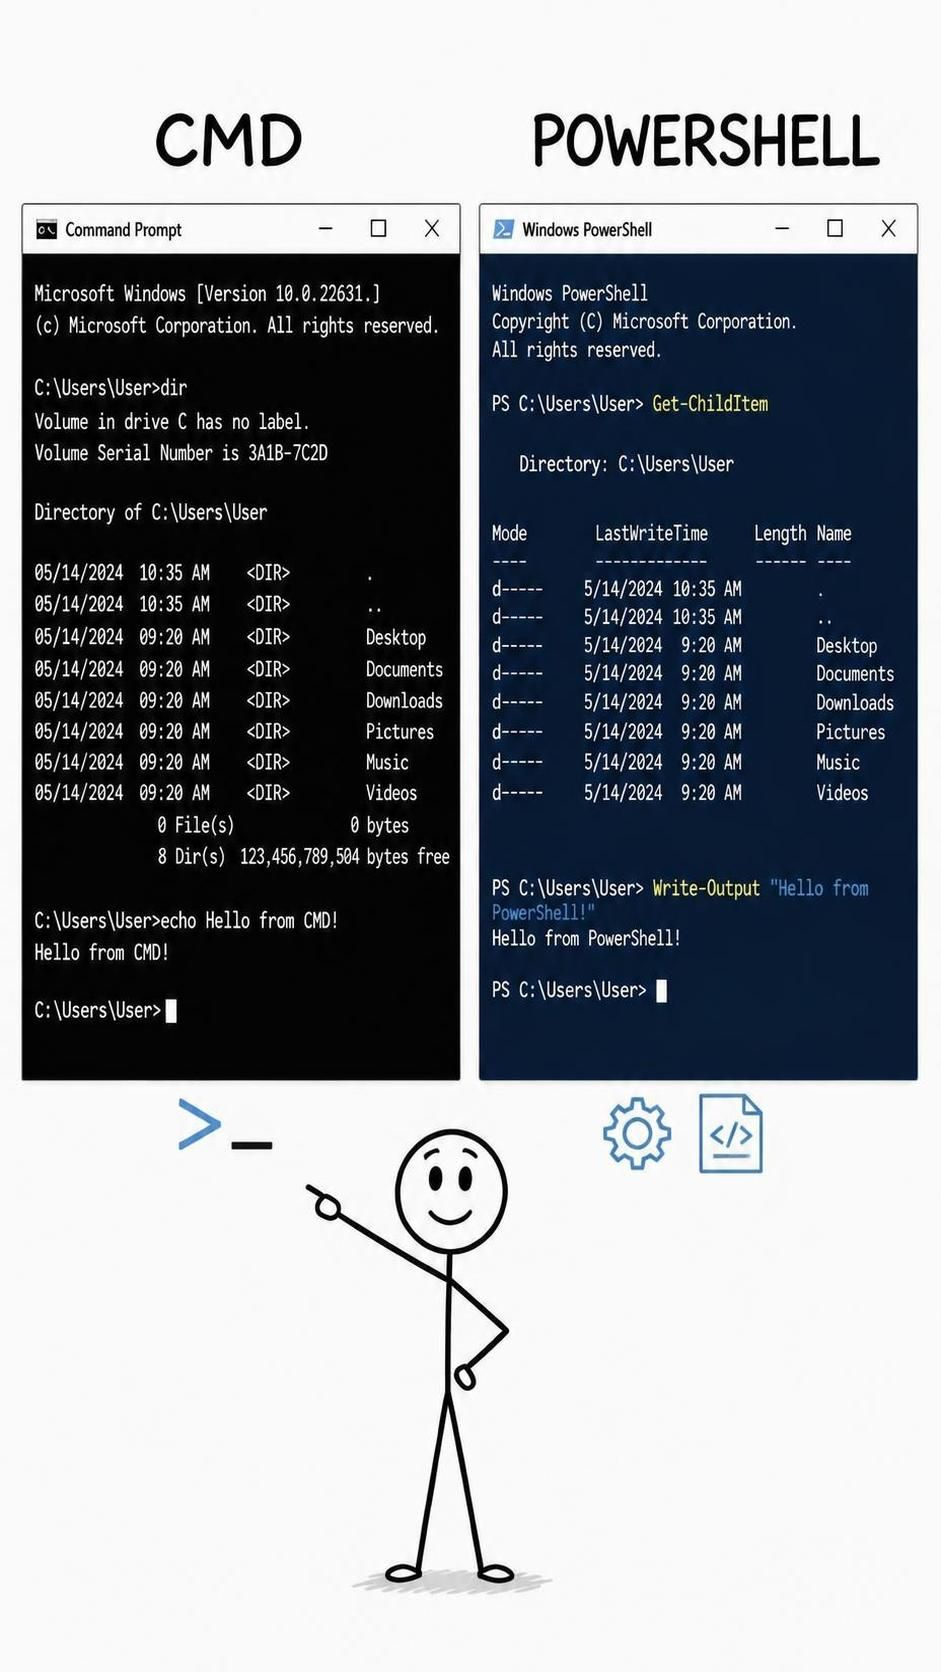 CMD
POWERSHELL
Command Prompt
Microsoft Windows [Version 10.0.22631.]
(c) Microsoft Corporation. All rights reserved.
C:\Users\User>dir
Volume in drive C has no label.
Volume Serial Number is 3A1B-7C2D
Directory of C:\Users\User
05/14/2024 10:35 AM <DIR> .
05/14/2024 10:35 AM <DIR> ..
05/14/2024 09:20 AM <DIR> Desktop
05/14/2024 09:20 AM <DIR> Documents
05/14/2024 09:20 AM <DIR> Downloads
05/14/2024 09:20 AM <DIR> Pictures
05/14/2024 09:20 AM <DIR> Music
05/14/2024 09:20 AM <DIR> Videos
0 File(s) 0 bytes
8 Dir(s) 123,456,789,504 bytes free
C:\Users\User>echo Hello from CMD!
Hello from CMD!
C:\Users\User>
Windows PowerShell
Windows PowerShell
Copyright (C) Microsoft Corporation.
All rights reserved.
PS C:\Users\User> Get-ChildItem
Directory: C:\Users\User
Mode LastWriteTime Length Name
---- ------------- ------ ----
d----- 5/14/2024 10:35 AM .
d----- 5/14/2024 10:35 AM ..
d----- 5/14/2024 9:20 AM Desktop
d----- 5/14/2024 9:20 AM Documents
d----- 5/14/2024 9:20 AM Downloads
d----- 5/14/2024 9:20 AM Pictures
d----- 5/14/2024 9:20 AM Music
d----- 5/14/2024 9:20 AM Videos
PS C:\Users\User> Write-Output "Hello from
PowerShell!"
Hello from PowerShell!
PS C:\Users\User>
>_
</>